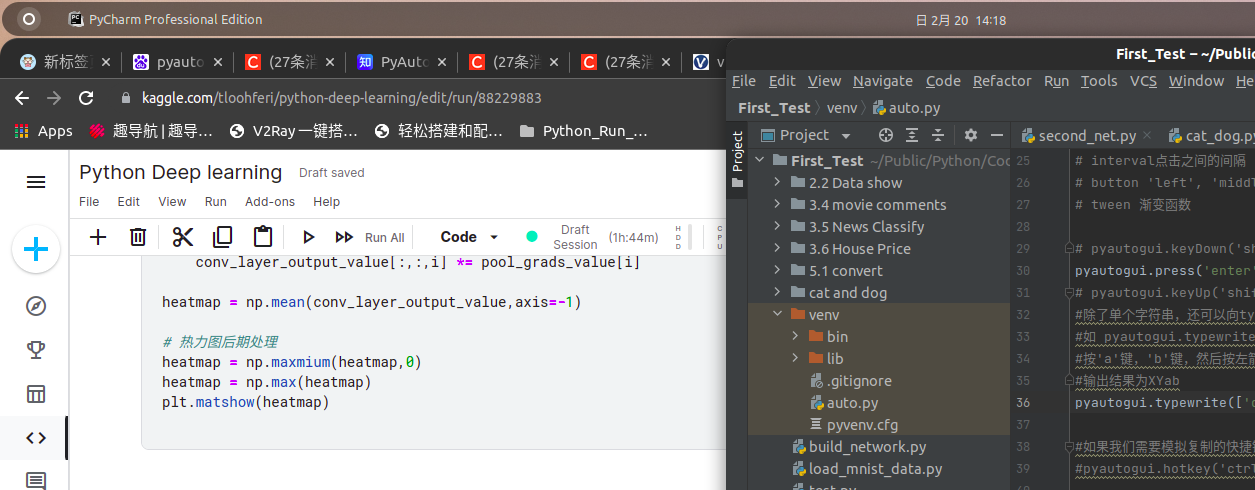 PyCharm Professional Edition
日 2月 20 14:18
新标签
pyauto
(27条消
PyAuto
(27条消
(27条消
v
kaggle.com/tloohferi/python-deep-learning/edit/run/88229883
Apps
趣导航 | 趣导…
V2Ray 一键搭…
轻松搭建和配…
Python_Run_…
Python Deep learning Draft saved
File Edit View Run Add-ons Help
Run All Code Draft Session (1h:44m) HDD CPU
conv_layer_output_value[:,:,i] *= pool_grads_value[i]
heatmap = np.mean(conv_layer_output_value,axis=-1)
# 热力图后期处理
heatmap = np.maxmium(heatmap,0)
heatmap = np.max(heatmap)
plt.matshow(heatmap)
First_Test – ~/Public
File Edit View Navigate Code Refactor Run Tools VCS Window He
First_Test venv auto.py
Project
Project
second_net.py
cat_dog.py
First_Test ~/Public/Python/Coo
2.2 Data show
3.4 movie comments
3.5 News Classify
3.6 House Price
5.1 convert
cat and dog
venv
bin
lib
.gitignore
auto.py
pyvenv.cfg
build_network.py
load_mnist_data.py
test.py
25 # interval点击之间的间隔
26 # button 'left', 'middl
27 # tween 渐变函数
28
29 # pyautogui.keyDown('sh
30 pyautogui.press('enter'
31 # pyautogui.keyUp('shif
32 #除了单个字符串，还可以向ty
33 #如 pyautogui.typewrite
34 #按'a'键，'b'键，然后按左箭
35 #输出结果为XYab
36 pyautogui.typewrite(['
37
38 #如果我们需要模拟复制的快捷
39 #pyautogui.hotkey('ctr